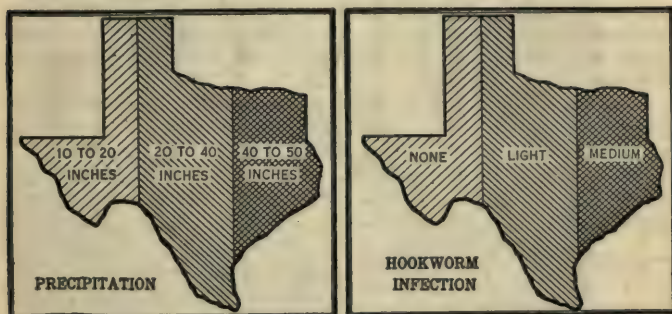 10 TO 20
INCHES
20 TO 40
INCHES
40 TO 50
INCHES
PRECIPITATION
NONE
LIGHT
MEDIUM
HOOKWORM
INFECTION